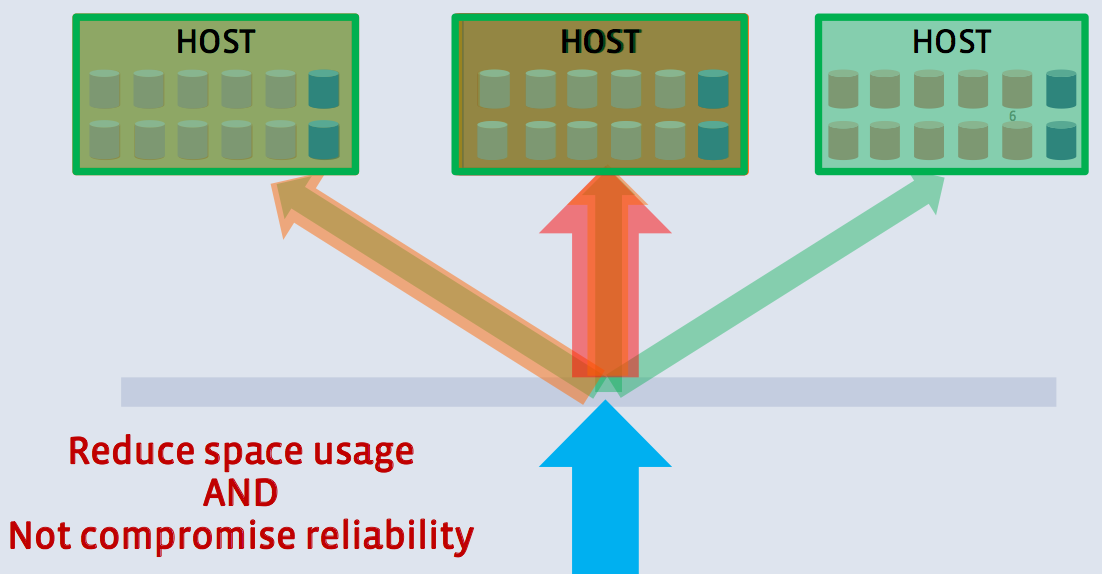 HOST
HOST
HOST
6
Reduce space usage
AND
Not compromise reliability